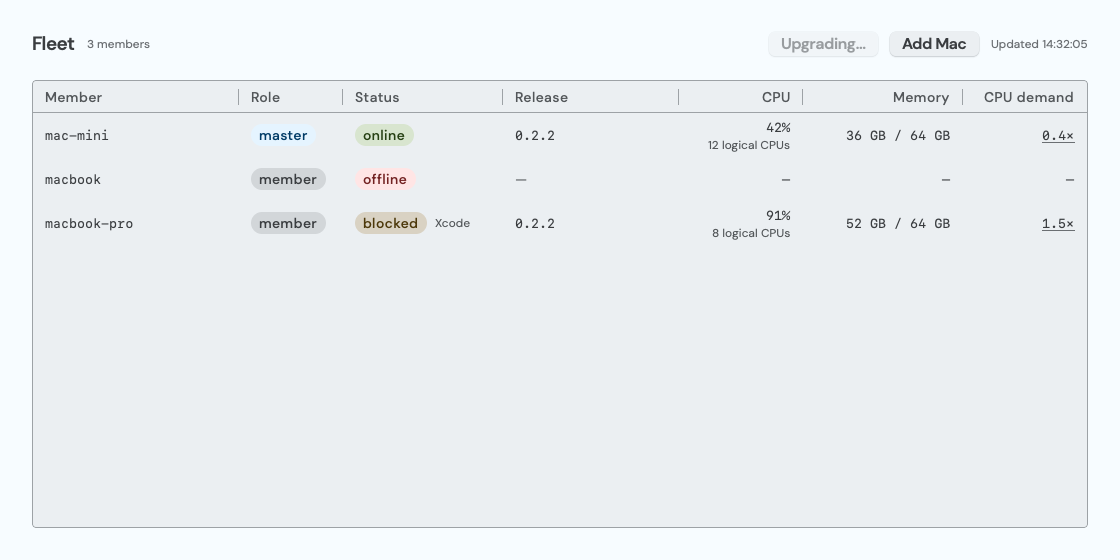 Fleet 3 members Upgrading... Add Mac Updated 14:32:05
Member Role Status Release CPU Memory CPU demand
mac-mini master online 0.2.2 42% 36 GB / 64 GB 0.4×
12 logical CPUs
macbook member offline — — — —
macbook-pro member blocked Xcode 0.2.2 91% 52 GB / 64 GB 1.5×
8 logical CPUs